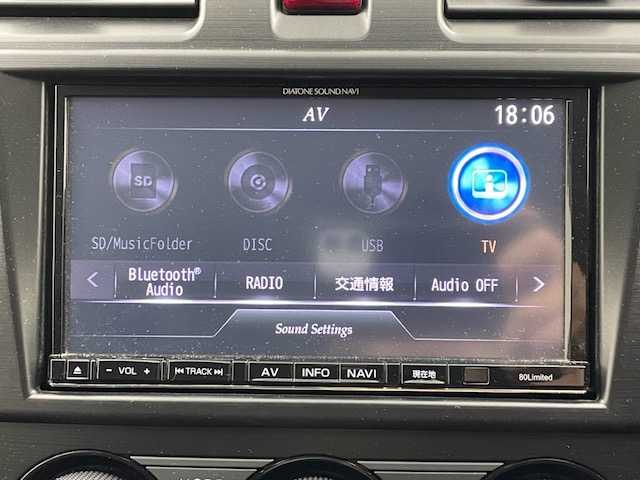 DIATONE SOUND NAVI
AV 18:06
SD
SD/MusicFolder DISC USB TV
Bluetooth® Audio RADIO 交通情報 Audio OFF
Sound Settings
− VOL + TRACK AV INFO NAVI 現在地 80Limited